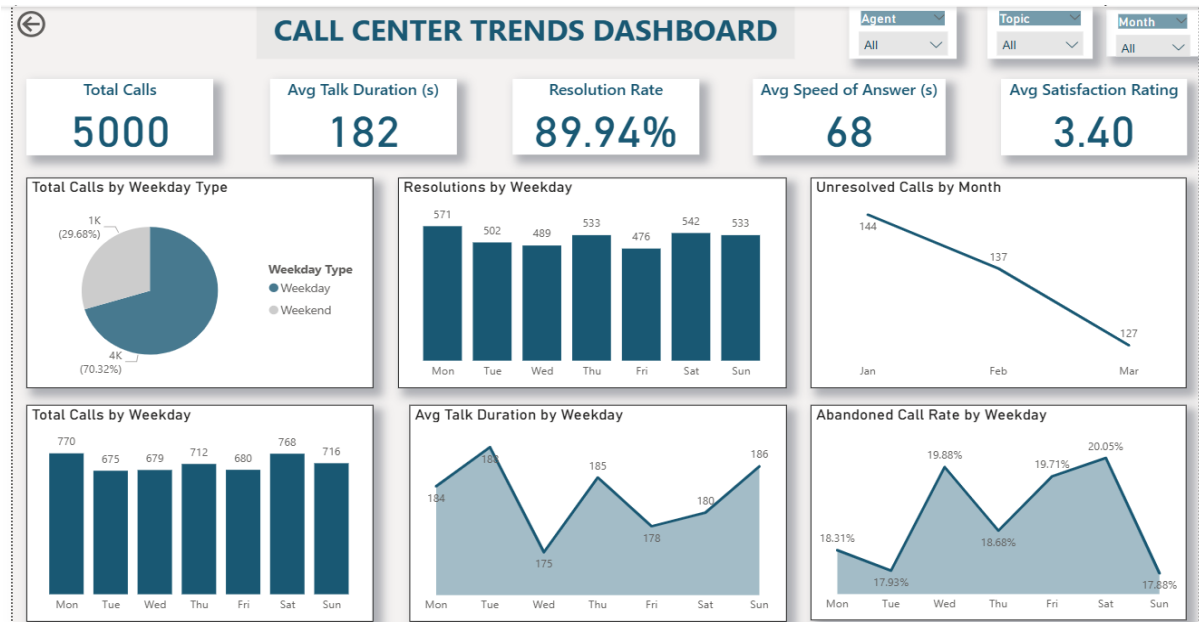 CALL CENTER TRENDS DASHBOARD
Agent
All
Topic
All
Month
All
Total Calls
5000
Avg Talk Duration (s)
182
Resolution Rate
89.94%
Avg Speed of Answer (s)
68
Avg Satisfaction Rating
3.40
Total Calls by Weekday Type
1K
(29.68%)
4K
(70.32%)
Weekday Type
Weekday
Weekend
Resolutions by Weekday
571
502
489
533
476
542
533
Mon Tue Wed Thu Fri Sat Sun
Unresolved Calls by Month
144
137
127
Jan Feb Mar
Total Calls by Weekday
770
675
679
712
680
768
716
Mon Tue Wed Thu Fri Sat Sun
Avg Talk Duration by Weekday
184
188
175
185
178
180
186
Mon Tue Wed Thu Fri Sat Sun
Abandoned Call Rate by Weekday
18.31%
17.93%
19.88%
18.68%
19.71%
20.05%
17.88%
Mon Tue Wed Thu Fri Sat Sun